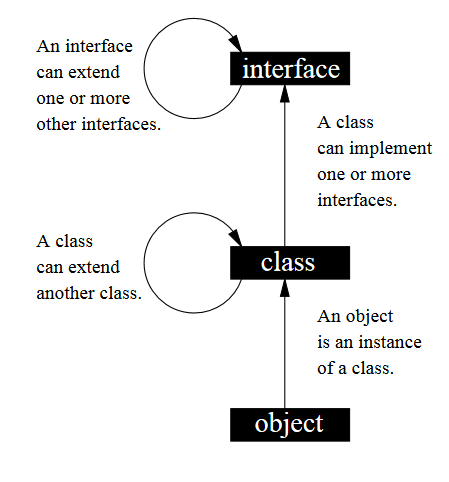 An interface
can extend
one or more
other interfaces.
interface
A class
can implement
one or more
interfaces.
A class
can extend
another class.
class
An object
is an instance
of a class.
object